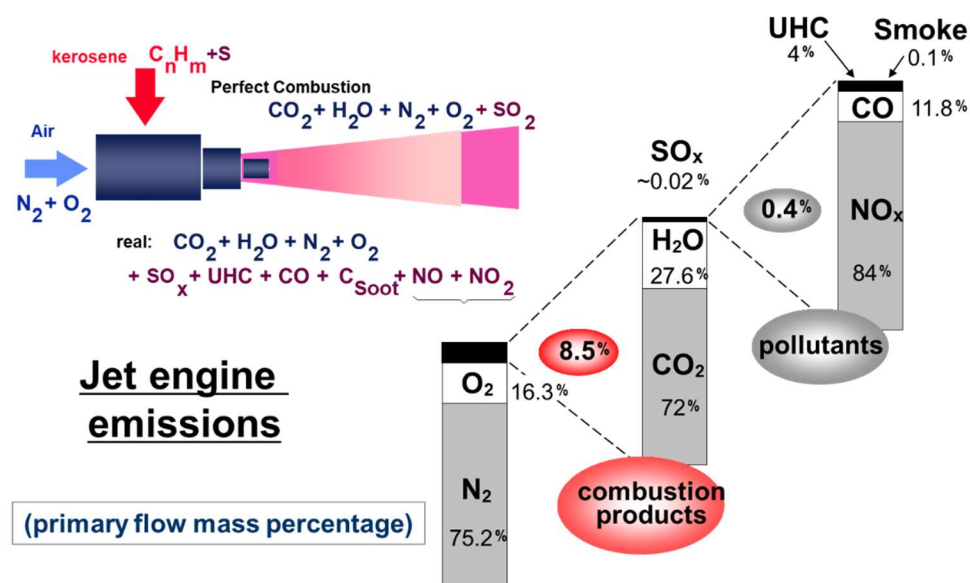 kerosene CnHm+S
Perfect Combustion
CO2+ H2O + N2+ O2+ SO2
Air
N2+ O2
real: CO2+ H2O + N2+ O2
+ SOx+ UHC + CO + CSoot+ NO + NO2
Jet engine
emissions
(primary flow mass percentage)
O2
16.3%
N2
75.2%
8.5%
combustion
products
SOx
~0.02%
H2O
27.6%
CO2
72%
0.4%
pollutants
UHC
4%
Smoke
0.1%
CO
11.8%
NOx
84%